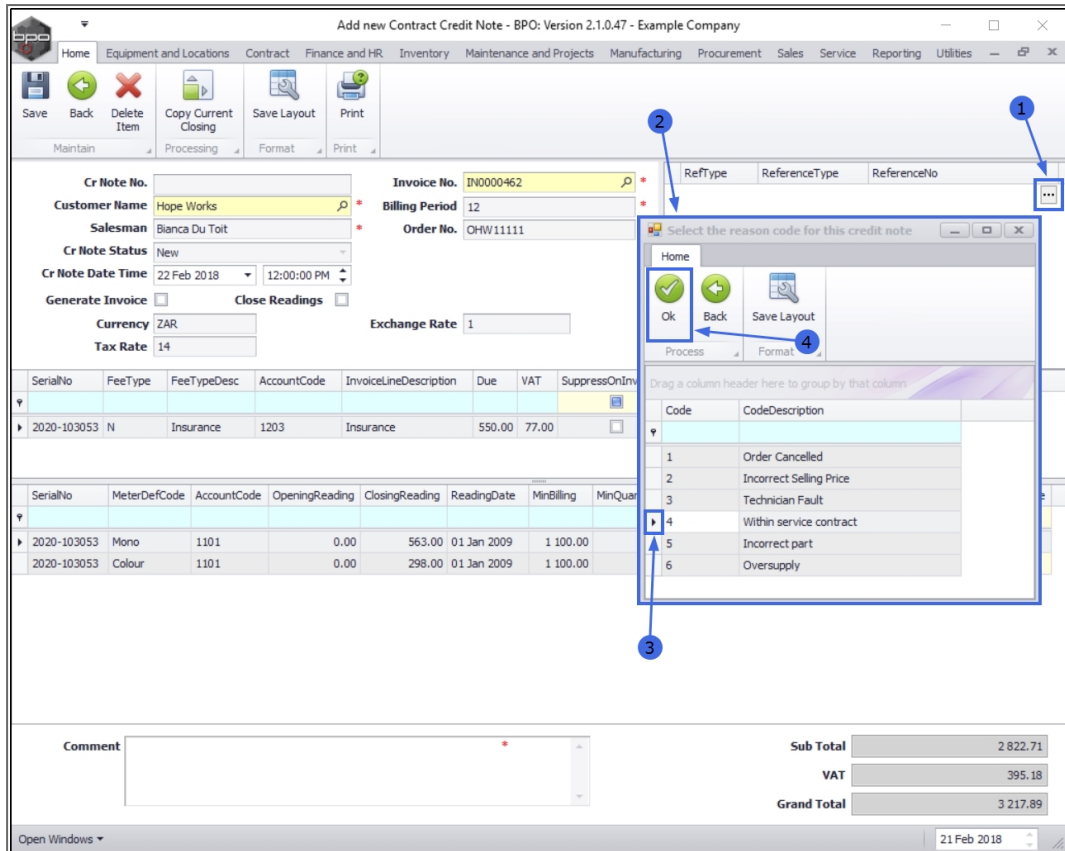 Add new Contract Credit Note - BPO: Version 2.1.0.47 - Example Company
bpo
Home Equipment and Locations Contract Finance and HR Inventory Maintenance and Projects Manufacturing Procurement Sales Service Reporting Utilities
Save Back Delete Item Copy Current Closing Save Layout Print
Maintain Processing Format Print
1
2
Cr Note No.
Invoice No. IN0000462 *
RefType ReferenceType ReferenceNo
Customer Name Hope Works *
Billing Period 12 *
...
Salesman Bianca Du Toit *
Order No. OHW11111
Cr Note Status New
Cr Note Date Time 22 Feb 2018 12:00:00 PM
Generate Invoice Close Readings
Currency ZAR
Exchange Rate 1
Tax Rate 14
Select the reason code for this credit note
Home
Ok Back Save Layout
4
Process Format
Drag a column header here to group by that column
Code CodeDescription
1 Order Cancelled
2 Incorrect Selling Price
3 Technician Fault
4 Within service contract
5 Incorrect part
6 Oversupply
3
SerialNo FeeType FeeTypeDesc AccountCode InvoiceLineDescription Due VAT SuppressOnInv
2020-103053 N Insurance 1203 Insurance 550.00 77.00
SerialNo MeterDefCode AccountCode OpeningReading ClosingReading ReadingDate MinBilling MinQuan
2020-103053 Mono 1101 0.00 563.00 01 Jan 2009 1 100.00
2020-103053 Colour 1101 0.00 298.00 01 Jan 2009 1 100.00
Comment *
Sub Total 2 822.71
VAT 395.18
Grand Total 3 217.89
Open Windows
21 Feb 2018